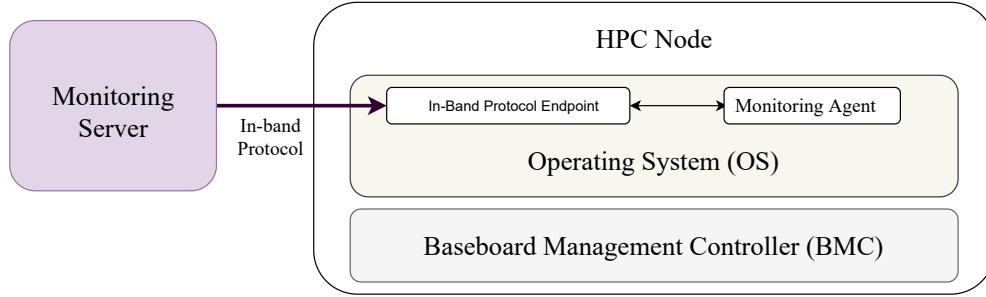 HPC Node
Monitoring
Server
In-band
Protocol
In-Band Protocol Endpoint
Monitoring Agent
Operating System (OS)
Baseboard Management Controller (BMC)